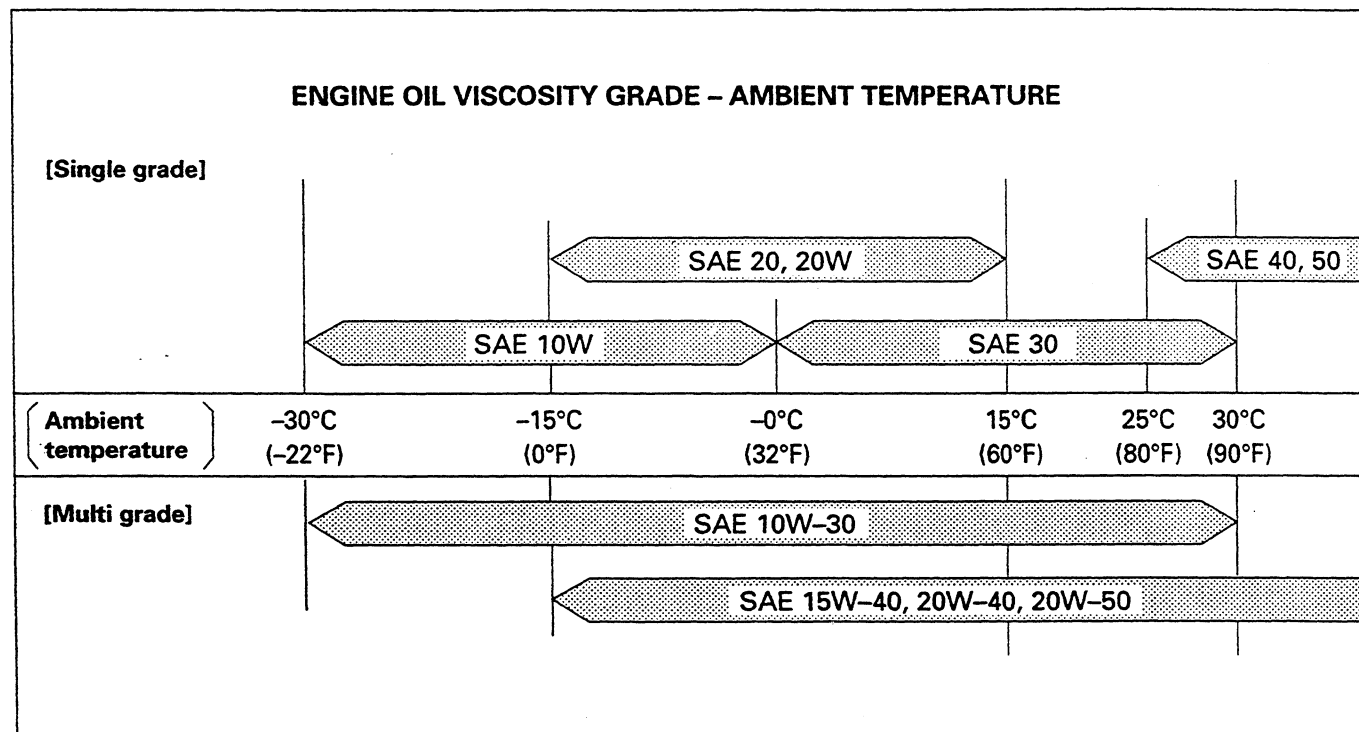 ENGINE OIL VISCOSITY GRADE – AMBIENT TEMPERATURE
[Single grade]
SAE 20, 20W
SAE 40, 50
SAE 10W
SAE 30
Ambient temperature
–30°C –15°C –0°C 15°C 25°C 30°C
(–22°F) (0°F) (32°F) (60°F) (80°F) (90°F)
[Multi grade]
SAE 10W–30
SAE 15W–40, 20W–40, 20W–50